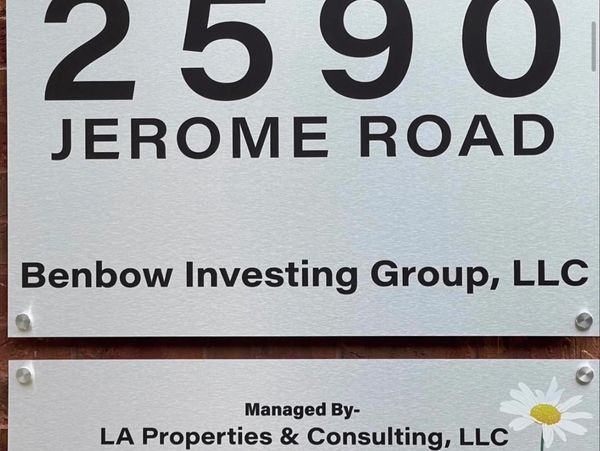 2590
JEROME ROAD
Benbow Investing Group, LLC
Managed By-
LA Properties & Consulting, LLC